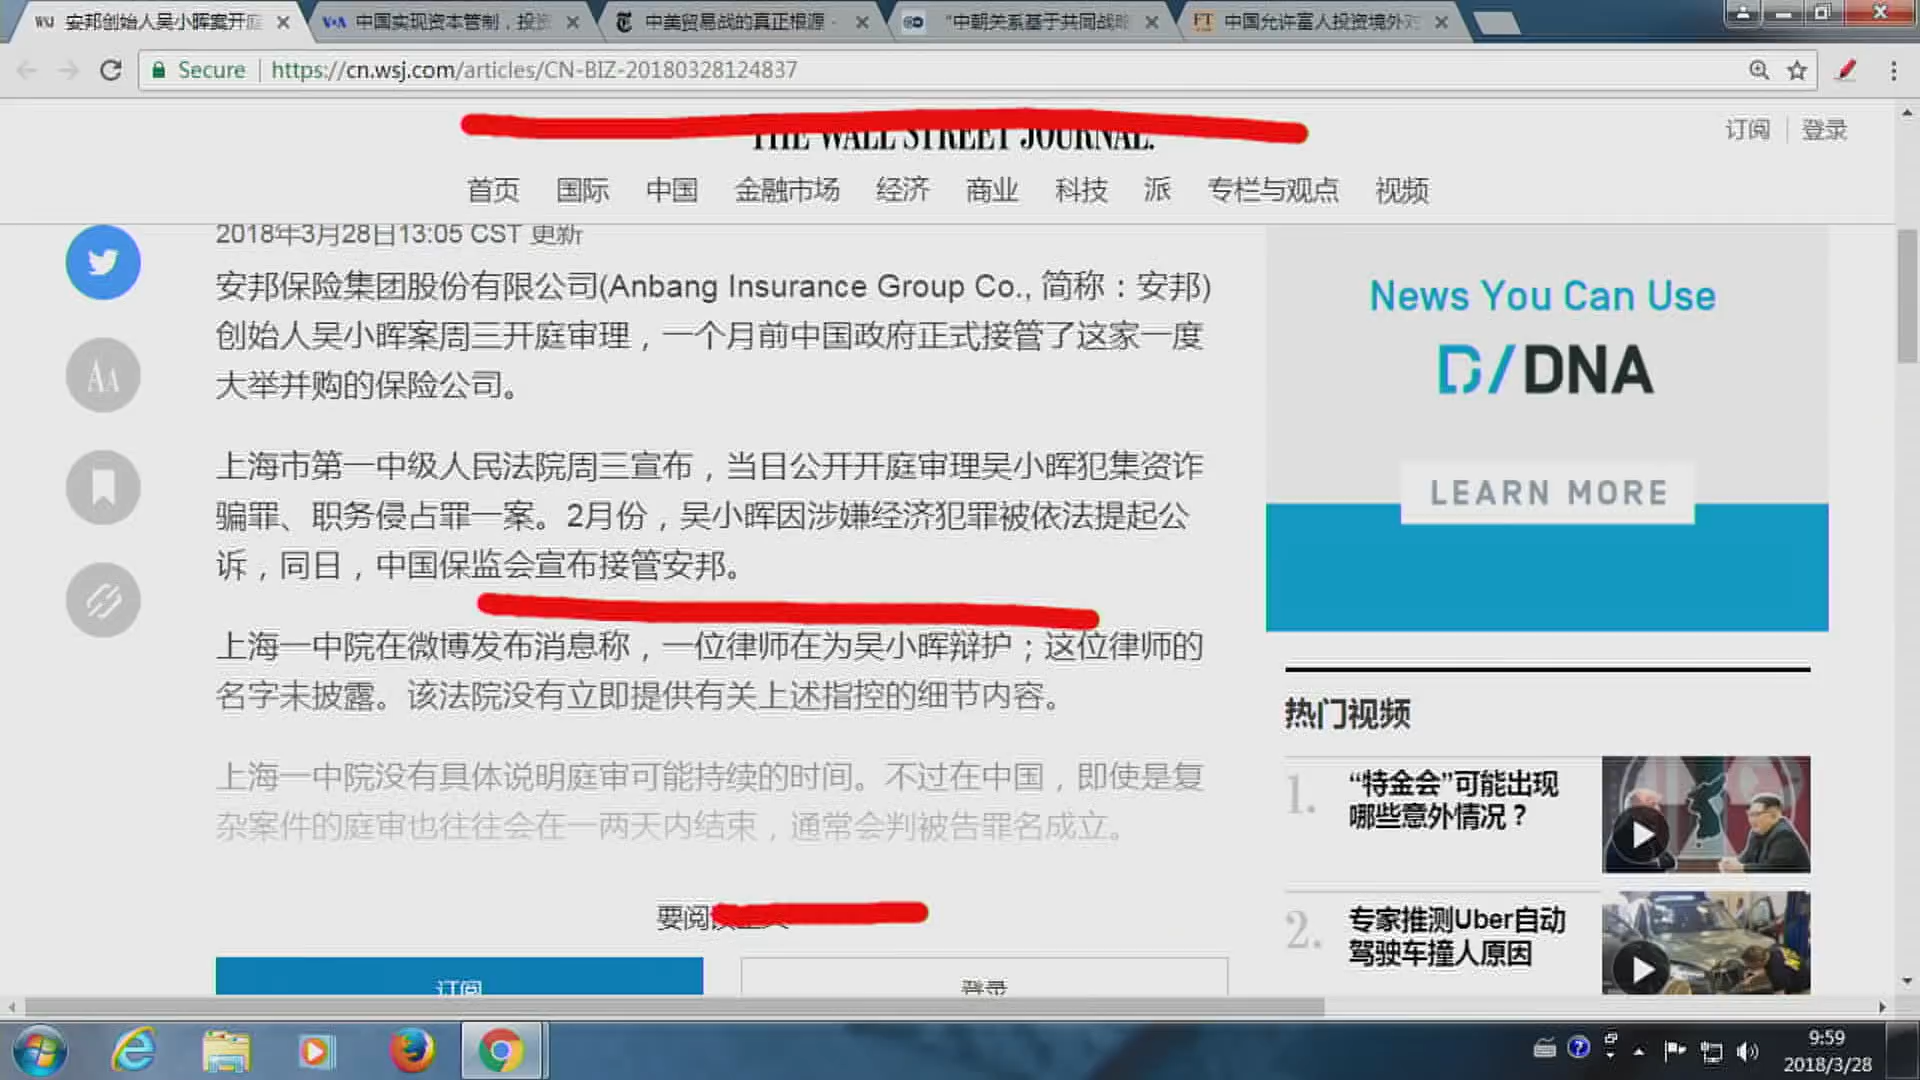 WSJ 安邦创始人吴小晖案开庭
VOA 中国实现资本管制，投资
中美贸易战的真正根源 -
"中朝关系基于共同战略
FT 中国允许富人投资境外对
Secure https://cn.wsj.com/articles/CN-BIZ-20180328124837
THE WALL STREET JOURNAL.
订阅 登录
首页 国际 中国 金融市场 经济 商业 科技 派 专栏与观点 视频
2018年3月28日13:05 CST 更新
安邦保险集团股份有限公司(Anbang Insurance Group Co., 简称：安邦)
创始人吴小晖案周三开庭审理，一个月前中国政府正式接管了这家一度
大举并购的保险公司。
上海市第一中级人民法院周三宣布，当日公开开庭审理吴小晖犯集资诈
骗罪、职务侵占罪一案。2月份，吴小晖因涉嫌经济犯罪被依法提起公
诉，同日，中国保监会宣布接管安邦。
上海一中院在微博发布消息称，一位律师在为吴小晖辩护；这位律师的
名字未披露。该法院没有立即提供有关上述指控的细节内容。
上海一中院没有具体说明庭审可能持续的时间。不过在中国，即使是复
杂案件的庭审也往往会在一两天内结束，通常会判被告罪名成立。
要阅
订阅
登录
AA
News You Can Use
D/DNA
LEARN MORE
热门视频
1. “特金会”可能出现
哪些意外情况？
2. 专家推测Uber自动
驾驶车撞人原因
9:59
2018/3/28